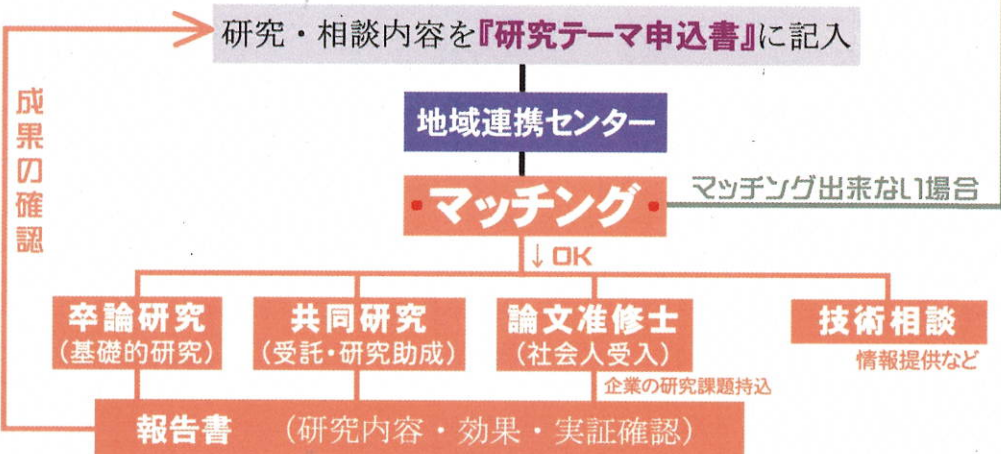 研究・相談内容を『研究テーマ申込書』に記入
地域連携センター
・マッチング・
マッチング出来ない場合
↓OK
成果の確認
卒論研究
(基礎的研究)
共同研究
(受託・研究助成)
論文准修士
(社会人受入)
企業の研究課題持込
技術相談
情報提供など
報告書 (研究内容・効果・実証確認)